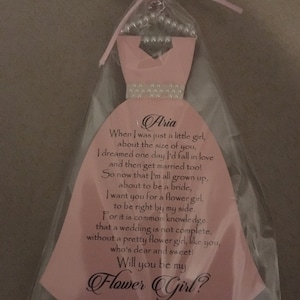 Aria
When I was just a little girl,
about the size of you,
I dreamed one day I'd fall in love
and then get married too!
So now that I'm all grown up,
about to be a bride,
I want you for a flower girl,
to be right by my side.
For it is common knowledge
that a wedding is not complete,
without a pretty flower girl, like you,
who's dear and sweet!
Will you be my
Flower Girl?